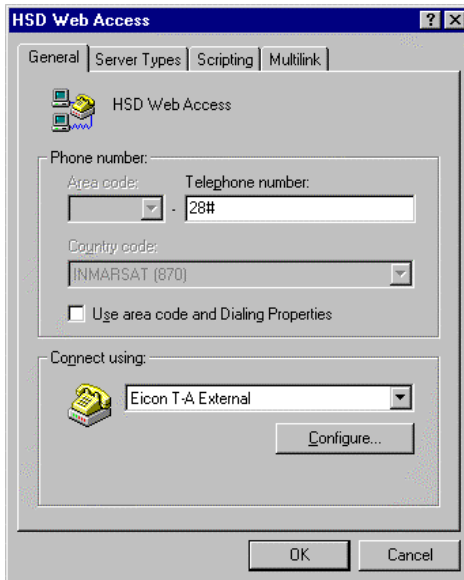 HSD Web Access
General Server Types Scripting Multilink
HSD Web Access
Phone number:
Area code: Telephone number:
- 28#
Country code:
INMARSAT (870)
Use area code and Dialing Properties
Connect using:
Eicon T-A External
Configure...
OK Cancel